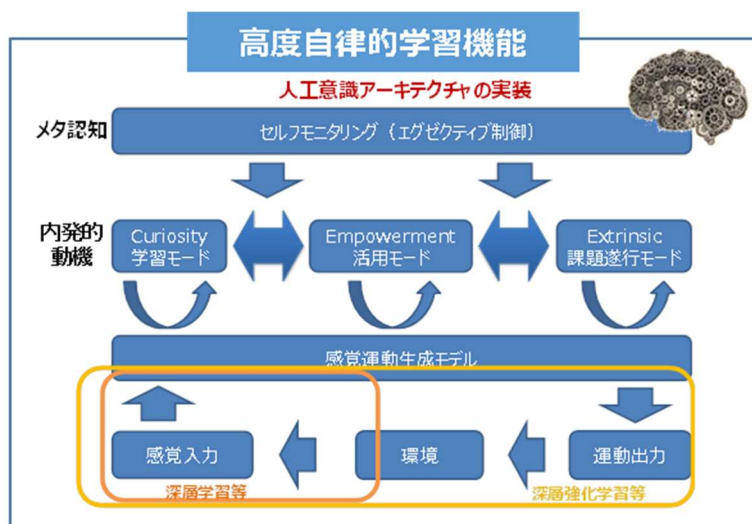 高度自律的学習機能
人工意識アーキテクチャの実装
メタ認知
セルフモニタリング（エグゼクティブ制御）
内発的
動機
Curiosity
学習モード
Empowerment
活用モード
Extrinsic
課題遂行モード
感覚運動生成モデル
感覚入力
環境
運動出力
深層学習等
深層強化学習等